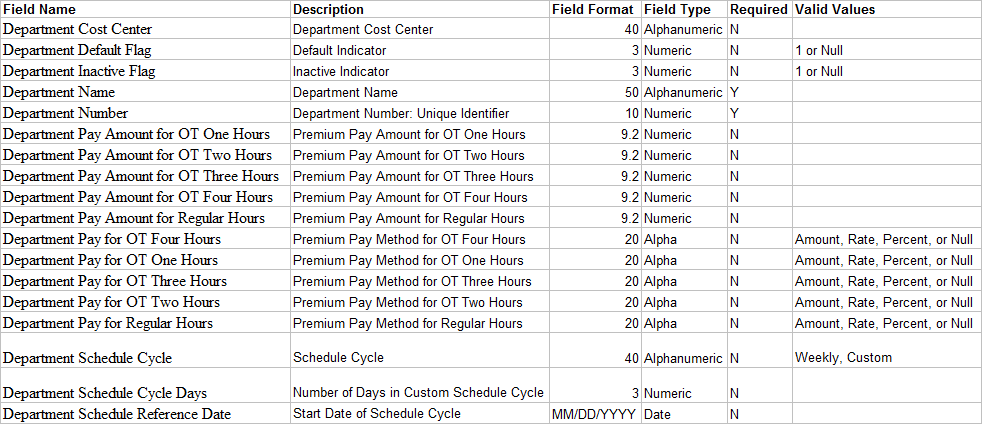 Field Name Description Field Format Field Type Required Valid Values
Department Cost Center Department Cost Center 40 Alphanumeric N
Department Default Flag Default Indicator 3 Numeric N 1 or Null
Department Inactive Flag Inactive Indicator 3 Numeric N 1 or Null
Department Name Department Name 50 Alphanumeric Y
Department Number Department Number: Unique Identifier 10 Numeric Y
Department Pay Amount for OT One Hours Premium Pay Amount for OT One Hours 9.2 Numeric N
Department Pay Amount for OT Two Hours Premium Pay Amount for OT Two Hours 9.2 Numeric N
Department Pay Amount for OT Three Hours Premium Pay Amount for OT Three Hours 9.2 Numeric N
Department Pay Amount for OT Four Hours Premium Pay Amount for OT Four Hours 9.2 Numeric N
Department Pay Amount for Regular Hours Premium Pay Amount for Regular Hours 9.2 Numeric N
Department Pay for OT Four Hours Premium Pay Method for OT Four Hours 20 Alpha N Amount, Rate, Percent, or Null
Department Pay for OT One Hours Premium Pay Method for OT One Hours 20 Alpha N Amount, Rate, Percent, or Null
Department Pay for OT Three Hours Premium Pay Method for OT Three Hours 20 Alpha N Amount, Rate, Percent, or Null
Department Pay for OT Two Hours Premium Pay Method for OT Two Hours 20 Alpha N Amount, Rate, Percent, or Null
Department Pay for Regular Hours Premium Pay Method for Regular Hours 20 Alpha N Amount, Rate, Percent, or Null
Department Schedule Cycle Schedule Cycle 40 Alphanumeric N Weekly, Custom
Department Schedule Cycle Days Number of Days in Custom Schedule Cycle 3 Numeric N
Department Schedule Reference Date Start Date of Schedule Cycle MM/DD/YYYY Date N